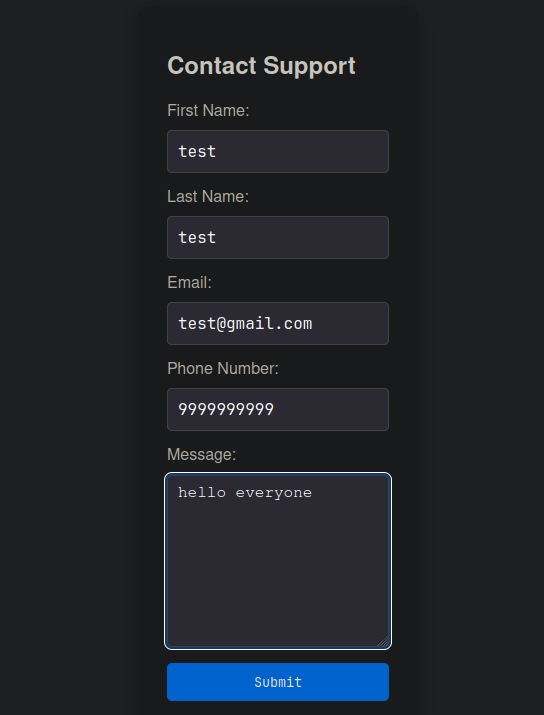 Contact Support
First Name:
test
Last Name:
test
Email:
test@gmail.com
Phone Number:
9999999999
Message:
hello everyone
Submit